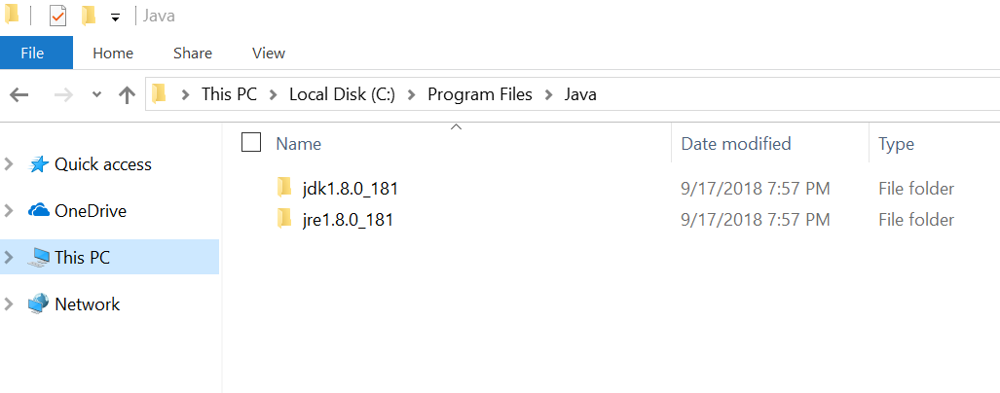 Java
File Home Share View
This PC Local Disk (C:) Program Files Java
Name Date modified Type
Quick access
jdk1.8.0_181 9/17/2018 7:57 PM File folder
OneDrive
jre1.8.0_181 9/17/2018 7:57 PM File folder
This PC
Network